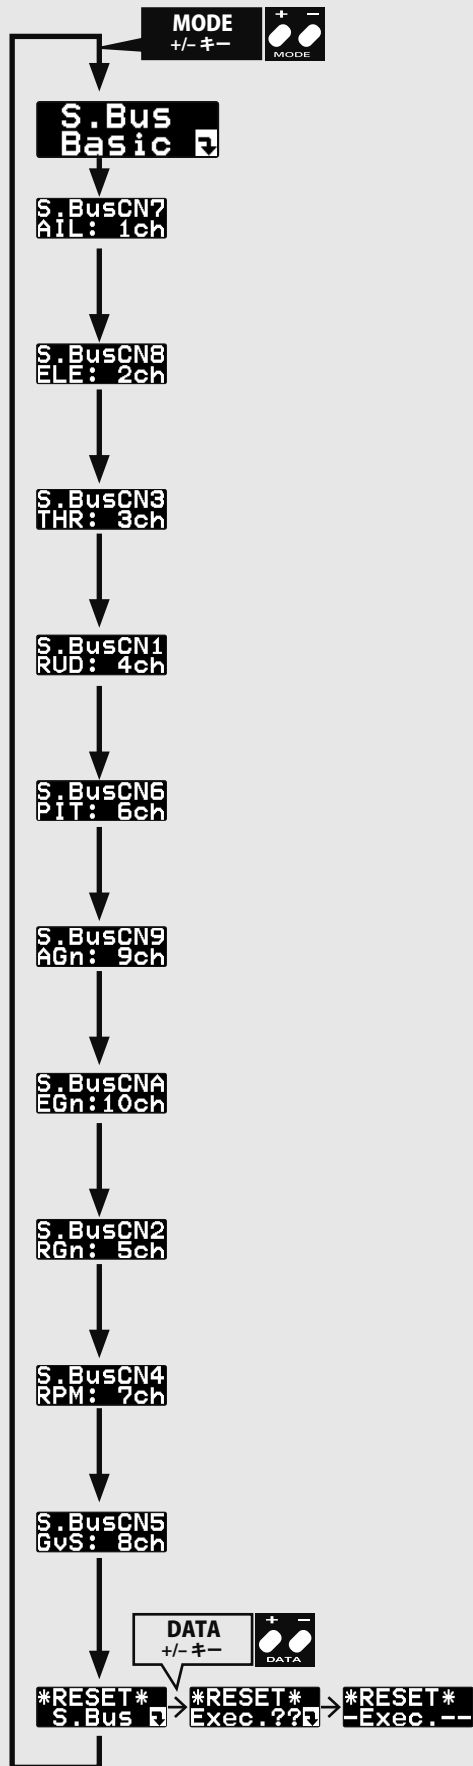 MODE
+/– キー
+ −
MODE
S.Bus
Basic
S.BusCN7
AIL: 1ch
S.BusCN8
ELE: 2ch
S.BusCN3
THR: 3ch
S.BusCN1
RUD: 4ch
S.BusCN6
PIT: 6ch
S.BusCN9
AGn: 9ch
S.BusCNA
EGn:10ch
S.BusCN2
RGn: 5ch
S.BusCN4
RPM: 7ch
S.BusCN5
GvS: 8ch
DATA
+/– キー
+ −
DATA
*RESET*
S.Bus
*RESET*
Exec.??
*RESET*
-Exec.--